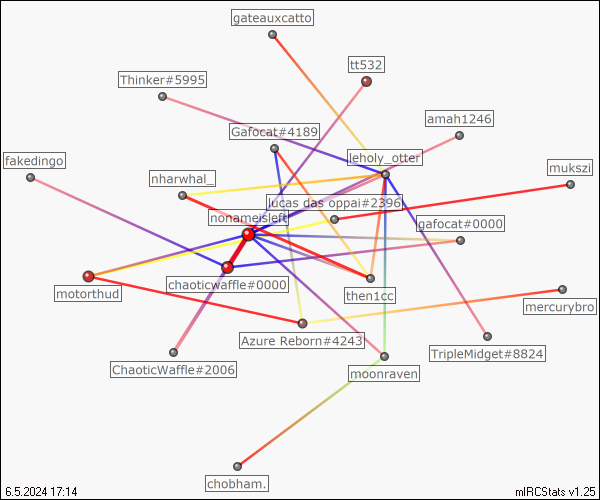 gateauxcatto
tt532
Thinker#5995
amah1246
Gafocat#4189
leholy_otter
fakedingo
mukszi
nharwhal_
lucas das oppai#2396
nonameisleft
gafocat#0000
chaoticwaffle#0000
motorthud
then1cc
mercurybro
Azure Reborn#4243
TripleMidget#8824
ChaoticWaffle#2006
moonraven
chobham.
6.5.2024 17:14
mIRCStats v1.25